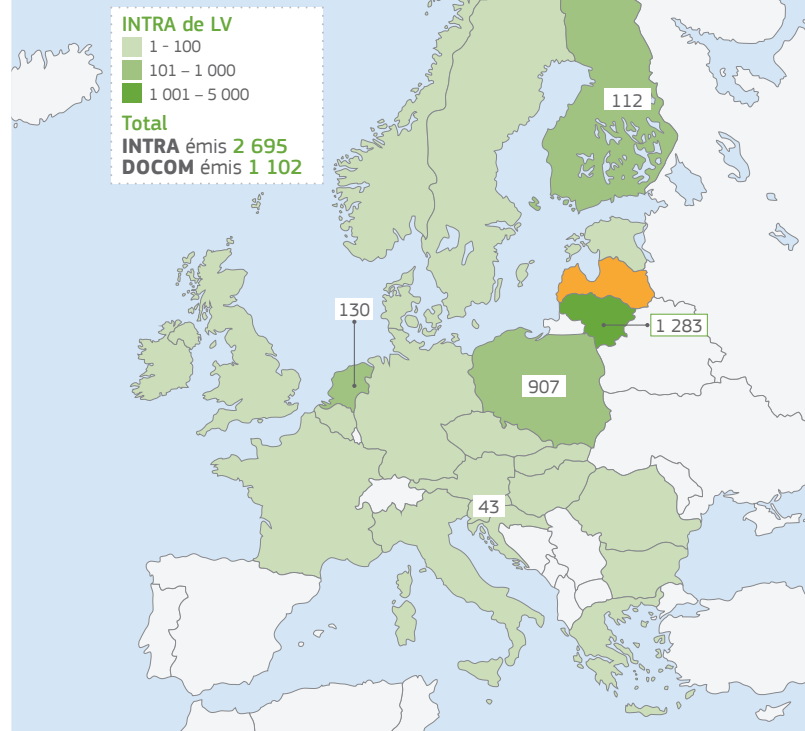 INTRA de LV
1 - 100
101 – 1 000
1 001 – 5 000
Total
INTRA émis 2 695
DOCOM émis 1 102
112
130
1 283
907
43